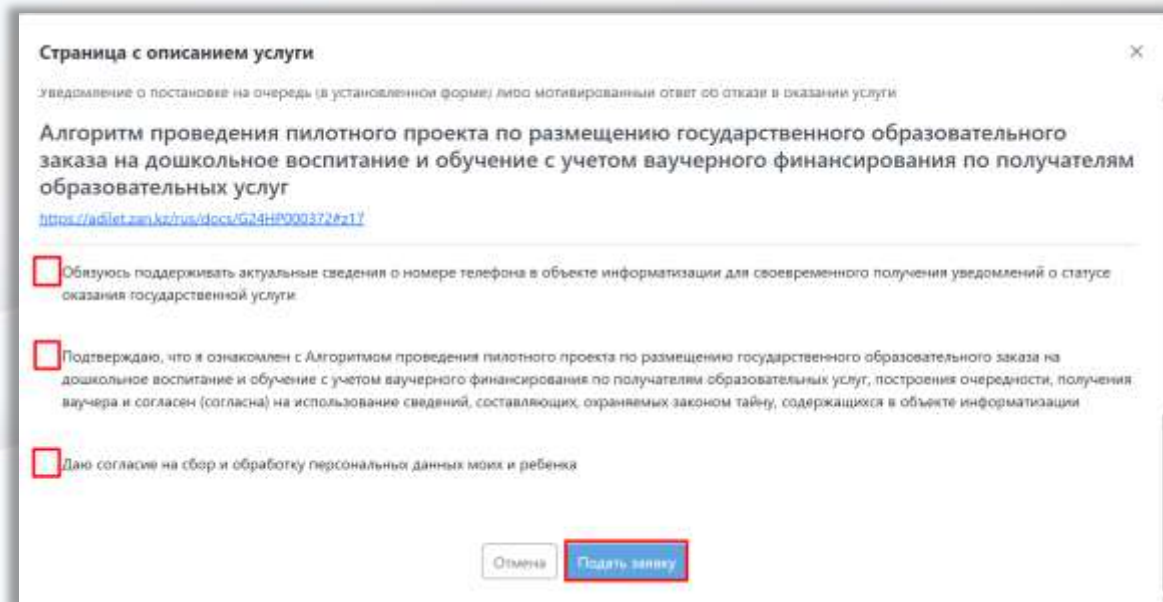 Страница с описанием услуги
Уведомление о постановке на очередь (в установленной форме) либо мотивированный ответ об отказе в оказании услуги
Алгоритм проведения пилотного проекта по размещению государственного образовательного
заказа на дошкольное воспитание и обучение с учетом ваучерного финансирования по получателям
образовательных услуг
https://adilet.zan.kz/rus/docs/G24HP000372#z17
Обязуюсь поддерживать актуальные сведения о номере телефона в объекте информатизации для своевременного получения уведомлений о статусе
оказания государственной услуги
Подтверждаю, что я ознакомлен с Алгоритмом проведения пилотного проекта по размещению государственного образовательного заказа на
дошкольное воспитание и обучение с учетом ваучерного финансирования по получателям образовательных услуг, построения очередности, получения
ваучера и согласен (согласна) на использование сведений, составляющих, охраняемых законом тайну, содержащихся в объекте информатизации
Даю согласие на сбор и обработку персональных данных моих и ребенка
Отмена
Подать заявку